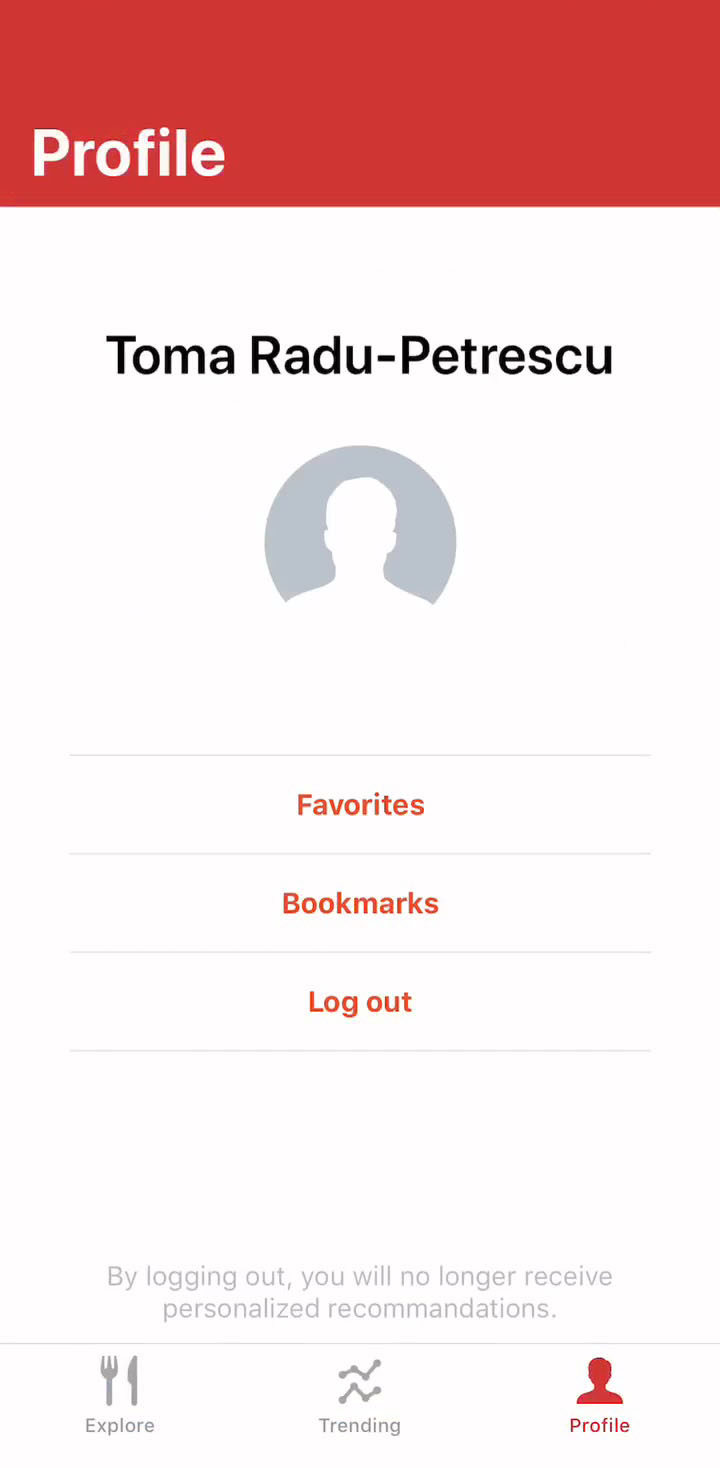 Profile
Toma Radu-Petrescu
Favorites
Bookmarks
Log out
By logging out, you will no longer receive
personalized recommandations.
Explore
Trending
Profile